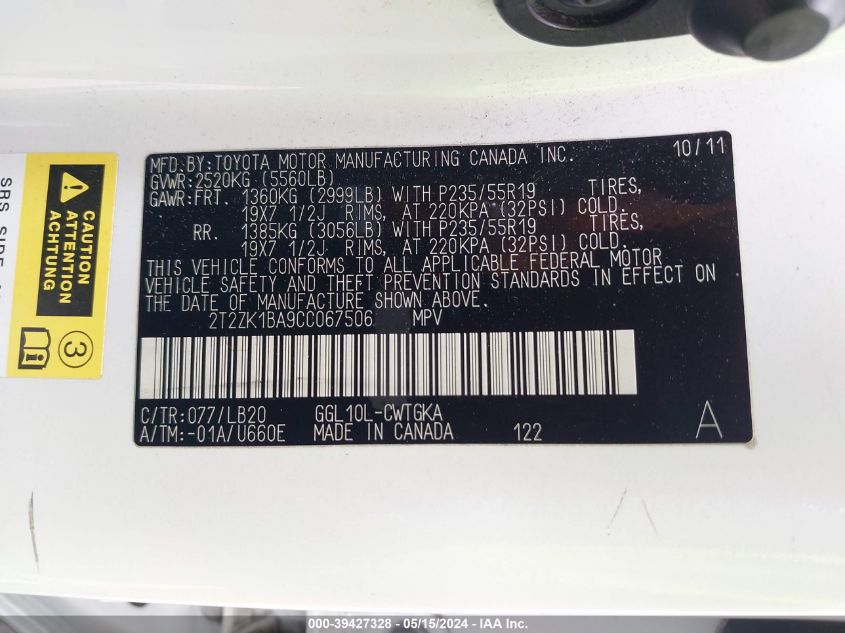 MFD.BY:TOYOTA MOTOR MANUFACTURING CANADA INC. 10/11
GVWR:2520KG (5560LB)
GAWR:FRT. 1360KG (2999LB) WITH P235/55R19 TIRES,
19X7 1/2J RIMS, AT 220KPA (32PSI) COLD.
RR. 1385KG (3056LB) WITH P235/55R19 TIRES,
19X7 1/2J RIMS, AT 220KPA (32PSI) COLD.
THIS VEHICLE CONFORMS TO ALL APPLICABLE FEDERAL MOTOR
VEHICLE SAFETY AND THEFT PREVENTION STANDARDS IN EFFECT ON
THE DATE OF MANUFACTURE SHOWN ABOVE.
2T2ZK1BA9CC067506 MPV
C/TR:077/LB20 GGL10L-CWTGKA
A/TM:-01A/U660E MADE IN CANADA 122 A
CAUTION
ATTENTION
3
SRS SIDE
000-39427328 - 05/15/2024 - IAA Inc.